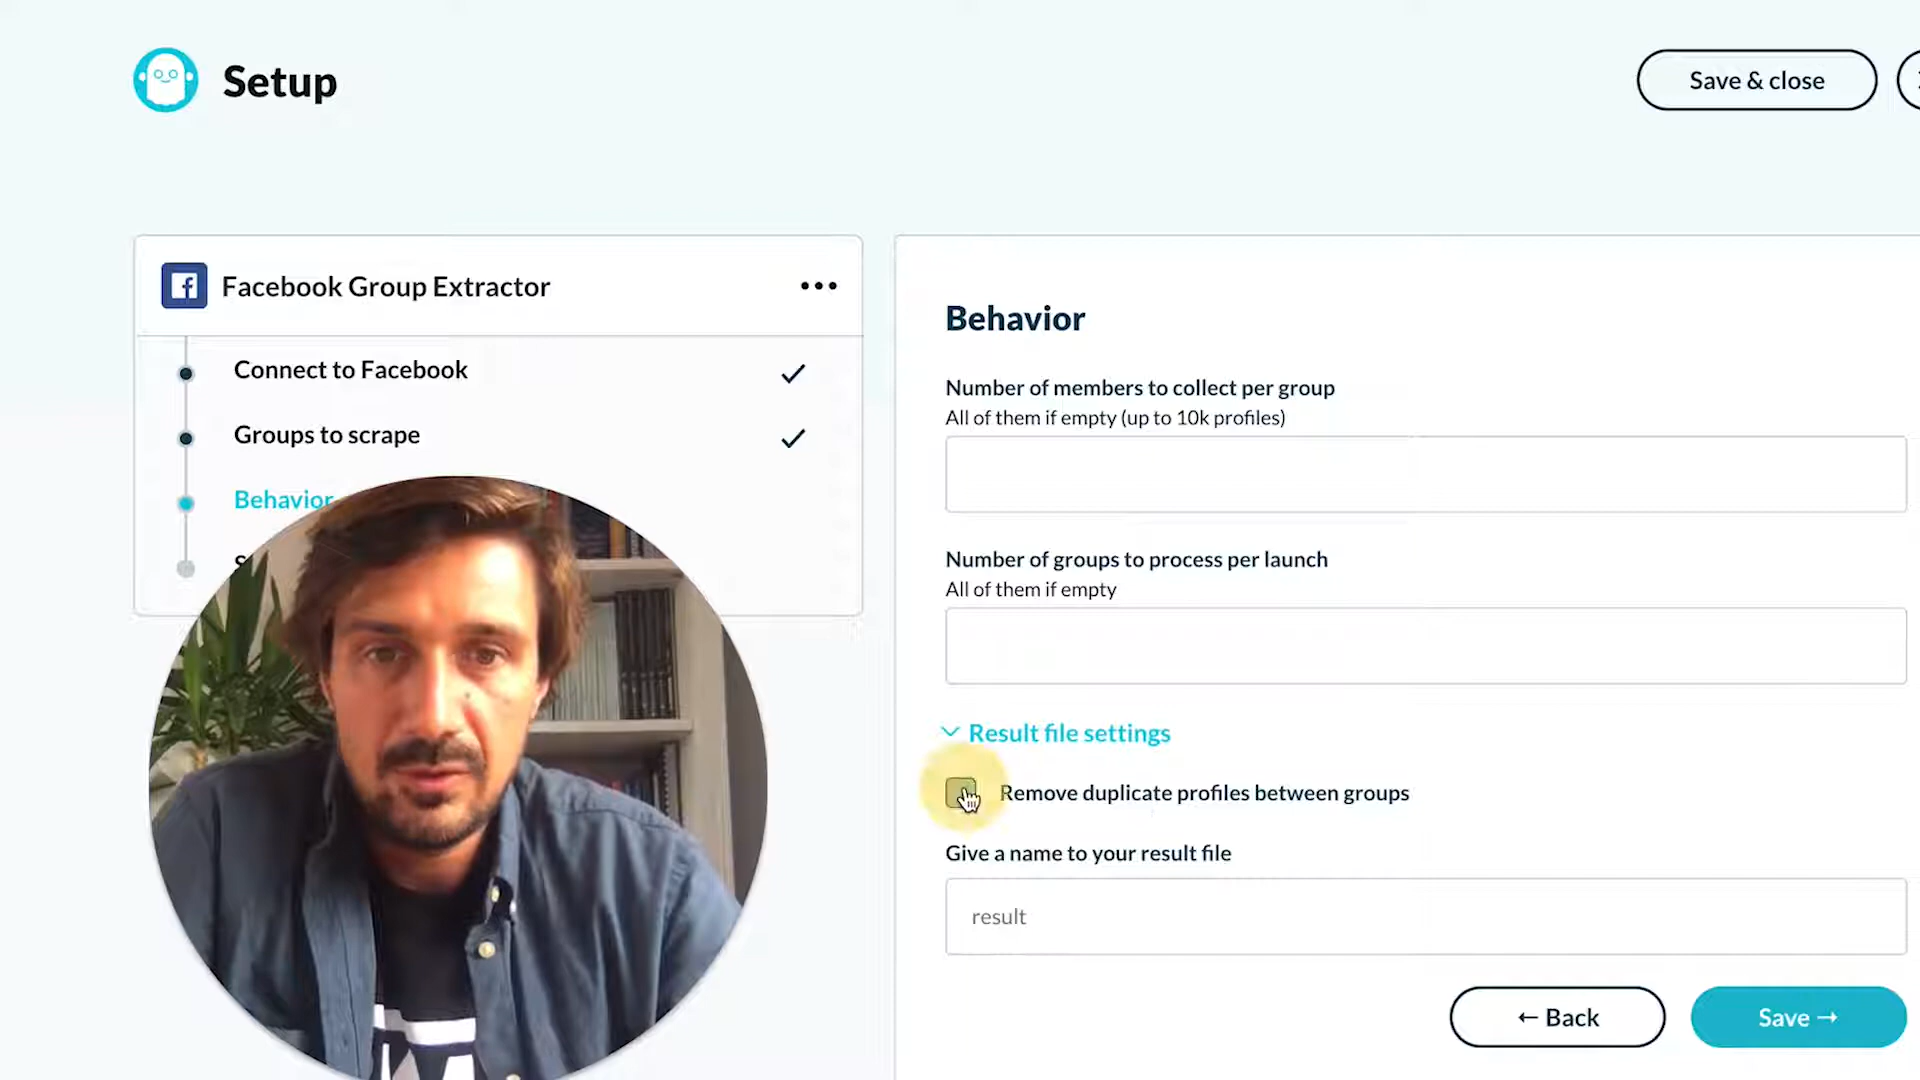 Setup
Save & close
Facebook Group Extractor
Connect to Facebook
Groups to scrape
Behavior
Behavior
Number of members to collect per group
All of them if empty (up to 10k profiles)
Number of groups to process per launch
All of them if empty
Result file settings
Remove duplicate profiles between groups
Give a name to your result file
result
← Back
Save →